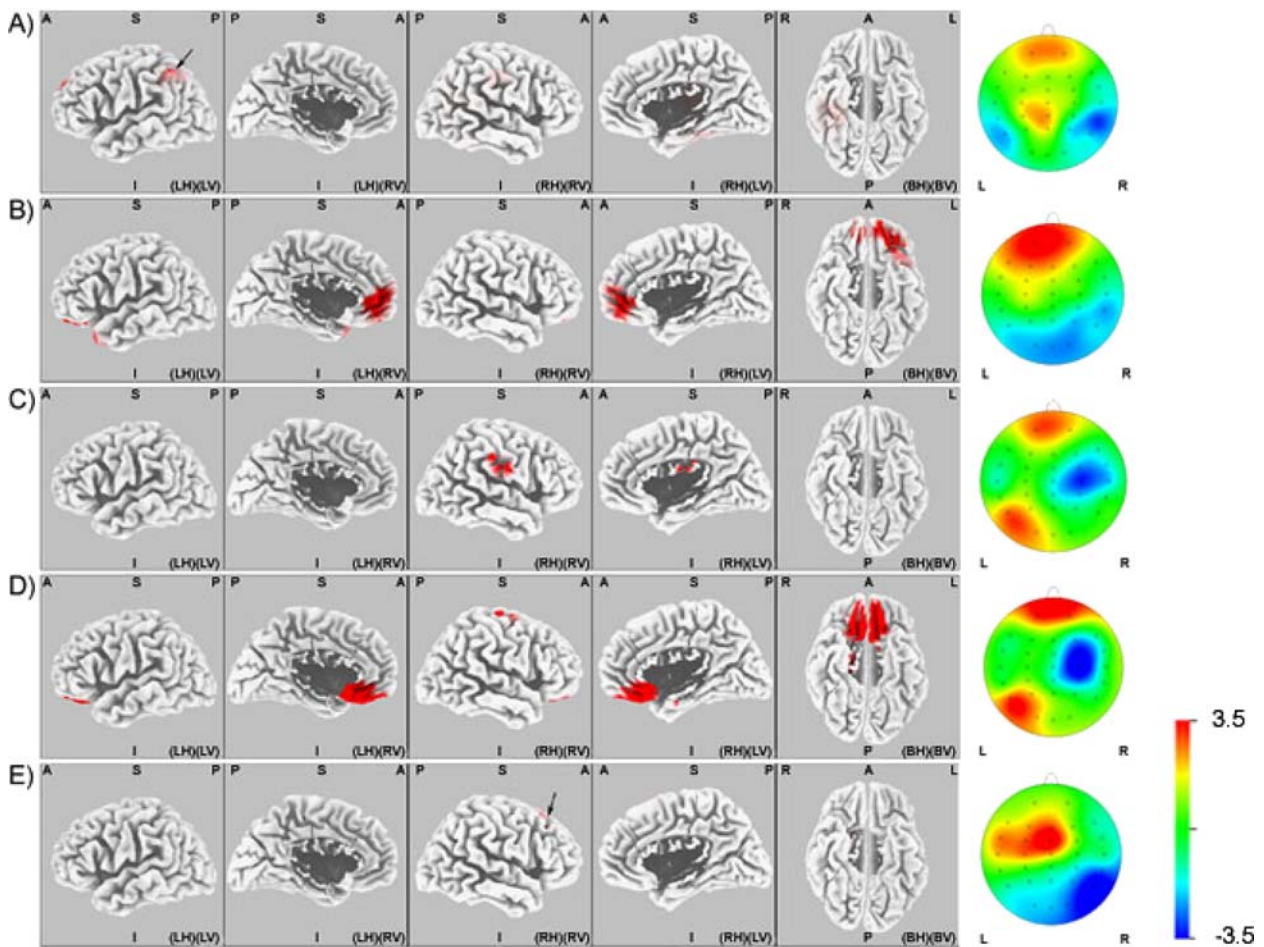 A)
A S P P S A P S A A S P R A L
I (LH)(LV) I (LH)(RV) I (RH)(RV) I (RH)(LV) P (BH)(BV)
L R
B)
A S P P S A P S A A S P R A L
I (LH)(LV) I (LH)(RV) I (RH)(RV) I (RH)(LV) P (BH)(BV)
L R
C)
A S P P S A P S A A S P R A L
I (LH)(LV) I (LH)(RV) I (RH)(RV) I (RH)(LV) P (BH)(BV)
L R
D)
A S P P S A P S A A S P R A L
I (LH)(LV) I (LH)(RV) I (RH)(RV) I (RH)(LV) P (BH)(BV)
L R
E)
A S P P S A P S A A S P R A L
I (LH)(LV) I (LH)(RV) I (RH)(RV) I (RH)(LV) P (BH)(BV)
L R
3.5
-3.5